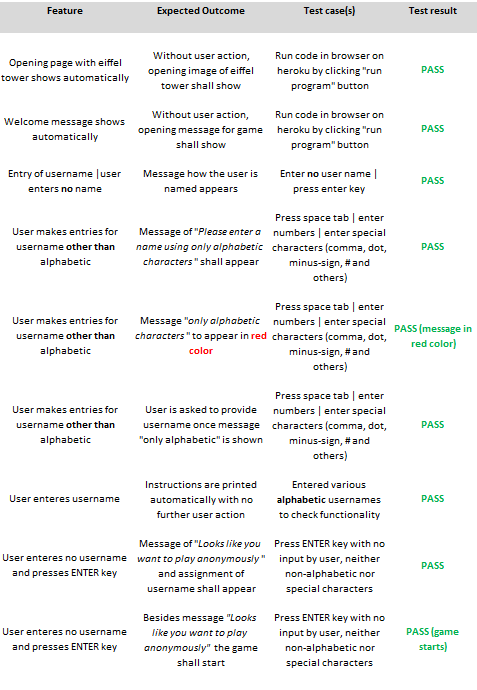 Feature Expected Outcome Test case(s) Test result
Opening page with eiffel
tower shows automatically
Without user action,
opening image of eiffel
tower shall show
Run code in browser on
heroku by clicking "run
program" button
PASS
Welcome message shows
automatically
Without user action,
opening message for game
shall show
Run code in browser on
heroku by clicking "run
program" button
PASS
Entry of username |user
enters no name
Message how the user is
named appears
Enter no user name |
press enter key
PASS
User makes entries for
username other than
alphabetic
Message of "Please enter a
name using only alphabetic
characters" shall appear
Press space tab | enter
numbers | enter special
characters (comma, dot,
minus-sign, # and
others)
PASS
User makes entries for
username other than
alphabetic
Message "only alphabetic
characters" to appear in red
color
Press space tab | enter
numbers | enter special
characters (comma, dot,
minus-sign, # and
others)
PASS (message in
red color)
User makes entries for
username other than
alphabetic
User is asked to provide
username once message
"only alphabetic" is shown
Press space tab | enter
numbers | enter special
characters (comma, dot,
minus-sign, # and
others)
PASS
User enteres username
Instructions are printed
automatically with no
further user action
Entered various
alphabetic usernames
to check functionality
PASS
User enteres no username
and presses ENTER key
Message of "Looks like you
want to play anonymously"
and assignment of
username shall appear
Press ENTER key with no
input by user, neither
non-alphabetic nor
special characters
PASS
User enteres no username
and presses ENTER key
Besides message "Looks
like you want to play
anonymously" the game
shall start
Press ENTER key with no
input by user, neither
non-alphabetic nor
special characters
PASS (game
starts)